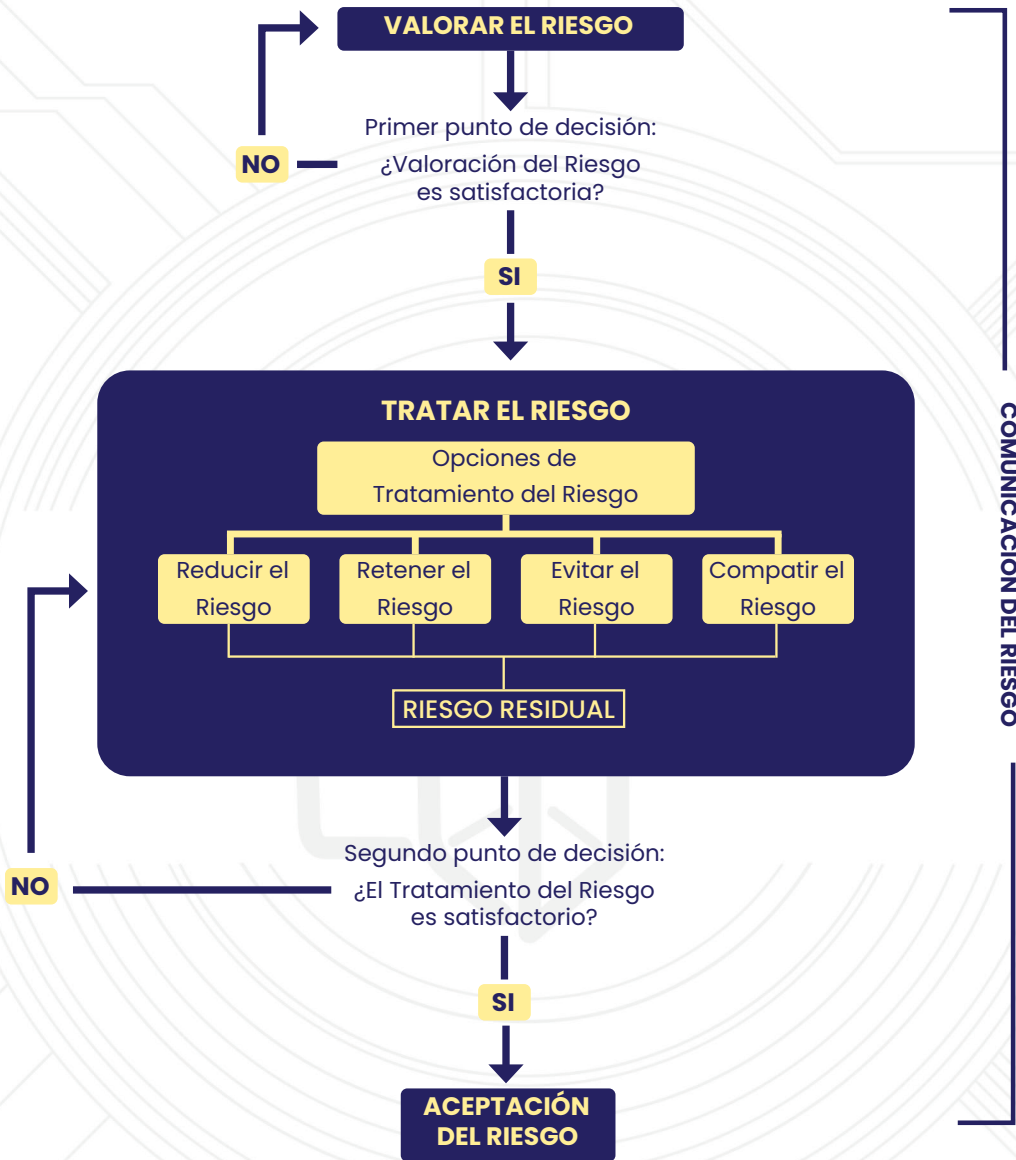 VALORAR EL RIESGO
Primer punto de decisión:
¿Valoración del Riesgo
es satisfactoria?
NO
SI
TRATAR EL RIESGO
Opciones de
Tratamiento del Riesgo
Reducir el
Riesgo
Retener el
Riesgo
Evitar el
Riesgo
Compatir el
Riesgo
RIESGO RESIDUAL
Segundo punto de decisión:
¿El Tratamiento del Riesgo
es satisfactorio?
NO
SI
ACEPTACIÓN
DEL RIESGO
COMUNICACION DEL RIESGO